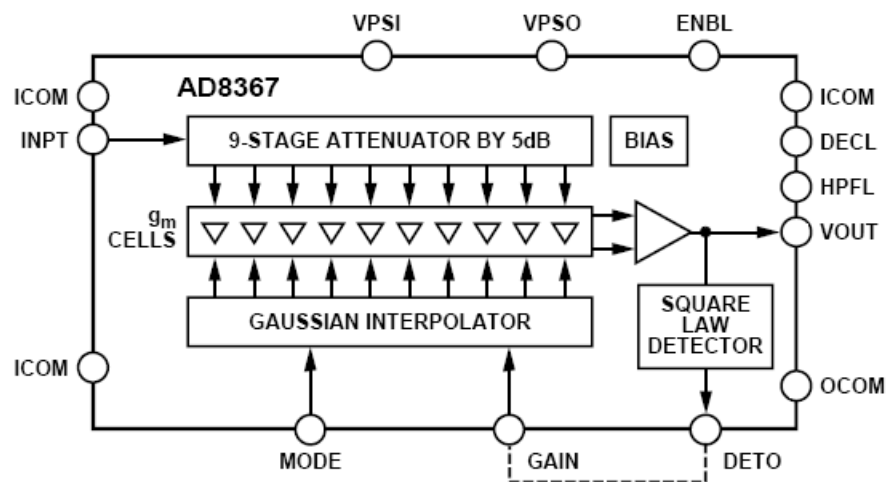 VPSI
VPSO
ENBL
ICOM
AD8367
ICOM
INPT
9-STAGE ATTENUATOR BY 5dB
BIAS
DECL
HPFL
gm
CELLS
VOUT
GAUSSIAN INTERPOLATOR
SQUARE
LAW
DETECTOR
ICOM
OCOM
MODE
GAIN
DETO